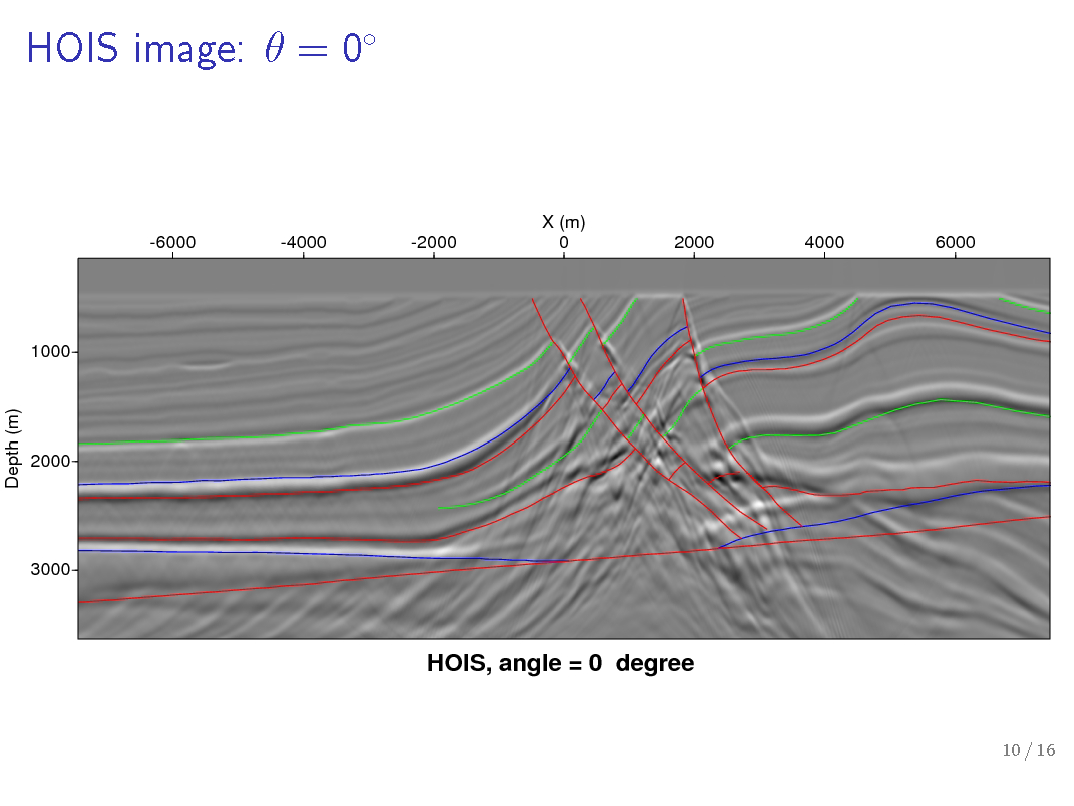 HOIS image: θ = 0°
X (m)
-6000 -4000 -2000 0 2000 4000 6000
Depth (m)
1000
2000
3000
HOIS, angle = 0 degree
10 / 16